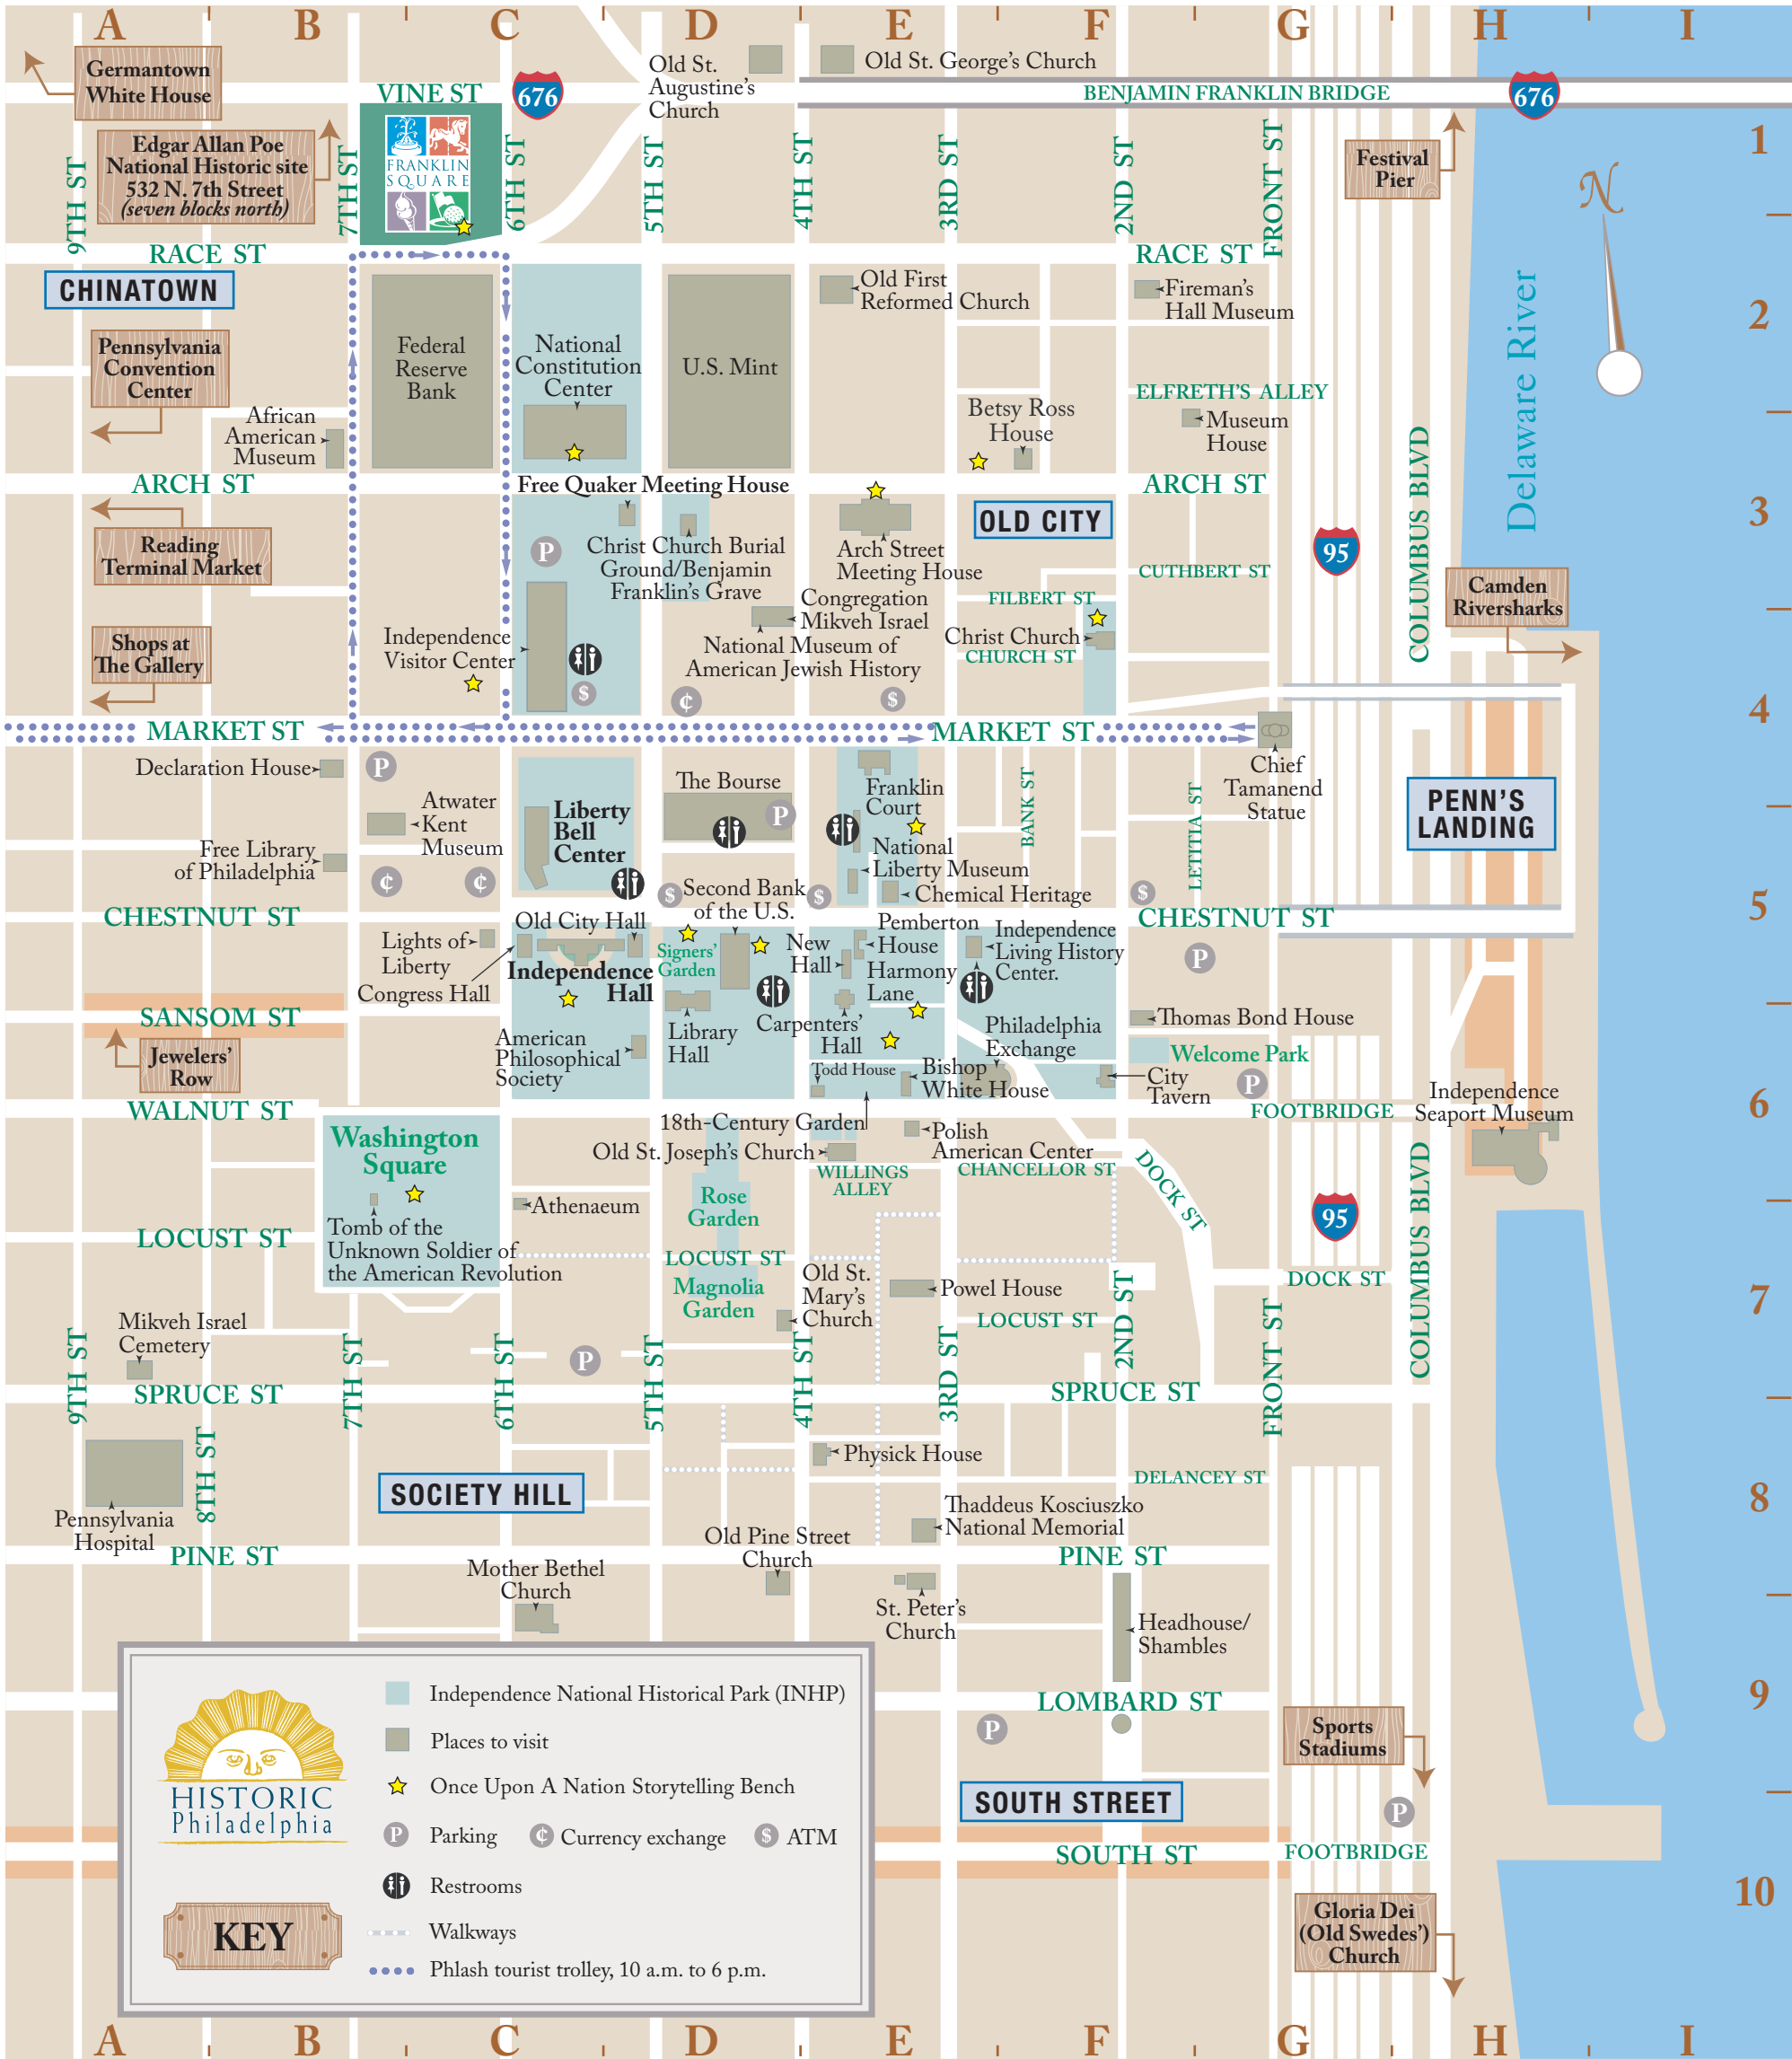 A B C D E F G H I
Germantown
White House
Old St.
Augustine's
Church
Old St. George's Church
VINE ST
676
BENJAMIN FRANKLIN BRIDGE
676
Edgar Allan Poe
National Historic site
532 N. 7th Street
(seven blocks north)
FRANKLIN
SQUARE
Festival
Pier
1
N
9TH ST
7TH ST
6TH ST
5TH ST
4TH ST
3RD ST
2ND ST
FRONT ST
RACE ST
RACE ST
CHINATOWN
Old First
Reformed Church
Fireman's
Hall Museum
2
Pennsylvania
Convention
Center
Federal
Reserve
Bank
National
Constitution
Center
U.S. Mint
Delaware River
ELFRETH'S ALLEY
African
American
Museum
Betsy Ross
House
Museum
House
ARCH ST
Free Quaker Meeting House
ARCH ST
COLUMBUS BLVD
3
OLD CITY
Reading
Terminal Market
P
Christ Church Burial
Ground/Benjamin
Franklin's Grave
Arch Street
Meeting House
95
CUTHBERT ST
Camden
Riversharks
FILBERT ST
Congregation
Mikveh Israel
Shops at
The Gallery
Independence
Visitor Center
National Museum of
American Jewish History
Christ Church
CHURCH ST
$
¢
$
4
MARKET ST
MARKET ST
Declaration House
P
The Bourse
Franklin
Court
BANK ST
LETITIA ST
Chief
Tamanend
Statue
PENN'S
LANDING
Atwater
Kent
Museum
Liberty
Bell
Center
P
Free Library
of Philadelphia
National
Liberty Museum
¢
¢
$
Second Bank
of the U.S.
$
Chemical Heritage
$
5
CHESTNUT ST
CHESTNUT ST
Old City Hall
Lights of
Liberty
Congress Hall
Independence
Hall
Signers'
Garden
New
Hall
Pemberton
House
Harmony
Lane
Independence
Living History
Center.
P
SANSOM ST
Jewelers'
Row
American
Philosophical
Society
Library
Hall
Carpenters'
Hall
Philadelphia
Exchange
Thomas Bond House
Welcome Park
Todd House
Bishop
White House
City
Tavern
P
Independence
Seaport Museum
WALNUT ST
FOOTBRIDGE
6
18th-Century Garden
Washington
Square
Old St. Joseph's Church
Polish
American Center
WILLINGS
ALLEY
CHANCELLOR ST
DOCK ST
COLUMBUS BLVD
Rose
Garden
Athenaeum
95
Tomb of the
Unknown Soldier of
the American Revolution
LOCUST ST
LOCUST ST
Magnolia
Garden
Old St.
Mary's
Church
Powel House
DOCK ST
7
LOCUST ST
Mikveh Israel
Cemetery
P
9TH ST
7TH ST
6TH ST
5TH ST
4TH ST
3RD ST
2ND ST
FRONT ST
SPRUCE ST
SPRUCE ST
8TH ST
Physick House
DELANCEY ST
SOCIETY HILL
8
Pennsylvania
Hospital
Thaddeus Kosciuszko
National Memorial
Old Pine Street
Church
PINE ST
PINE ST
Mother Bethel
Church
St. Peter's
Church
Headhouse/
Shambles
LOMBARD ST
9
P
Sports
Stadiums
SOUTH STREET
P
SOUTH ST
FOOTBRIDGE
10
Gloria Dei
(Old Swedes')
Church
HISTORIC
Philadelphia
KEY
Independence National Historical Park (INHP)
Places to visit
Once Upon A Nation Storytelling Bench
P Parking ¢ Currency exchange $ ATM
Restrooms
Walkways
Phlash tourist trolley, 10 a.m. to 6 p.m.
A B C D E F G H I